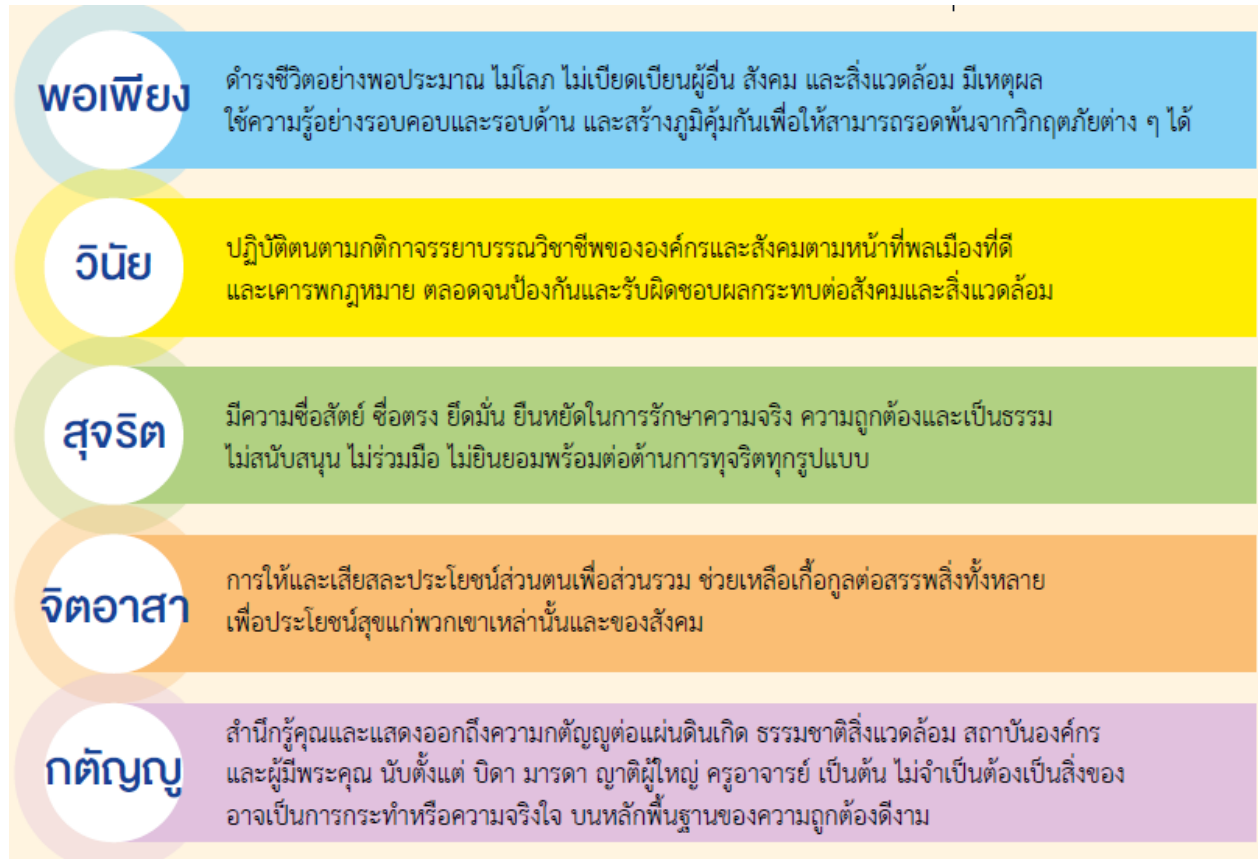 พอเพียง
ดำรงชีวิตอย่างพอประมาณ ไม่โลภ ไม่เบียดเบียนผู้อื่น สังคม และสิ่งแวดล้อม มีเหตุผล
ใช้ความรู้อย่างรอบคอบและรอบด้าน และสร้างภูมิคุ้มกันเพื่อให้สามารถรอดพ้นจากวิกฤตภัยต่าง ๆ ได้
วินัย
ปฏิบัติตนตามกติกาจรรยาบรรณวิชาชีพขององค์กรและสังคมตามหน้าที่พลเมืองที่ดี
และเคารพกฎหมาย ตลอดจนป้องกันและรับผิดชอบผลกระทบต่อสังคมและสิ่งแวดล้อม
สุจริต
มีความซื่อสัตย์ ซื่อตรง ยึดมั่น ยืนหยัดในการรักษาความจริง ความถูกต้องและเป็นธรรม
ไม่สนับสนุน ไม่ร่วมมือ ไม่ยินยอมพร้อมต่อต้านการทุจริตทุกรูปแบบ
จิตอาสา
การให้และเสียสละประโยชน์ส่วนตนเพื่อส่วนรวม ช่วยเหลือเกื้อกูลต่อสรรพสิ่งทั้งหลาย
เพื่อประโยชน์สุขแก่พวกเขาเหล่านั้นและของสังคม
กตัญญู
สำนึกรู้คุณและแสดงออกถึงความกตัญญูต่อแผ่นดินเกิด ธรรมชาติสิ่งแวดล้อม สถาบันองค์กร
และผู้มีพระคุณ นับตั้งแต่ บิดา มารดา ญาติผู้ใหญ่ ครูอาจารย์ เป็นต้น ไม่จำเป็นต้องเป็นสิ่งของ
อาจเป็นการกระทำหรือความจริงใจ บนหลักพื้นฐานของความถูกต้องดีงาม